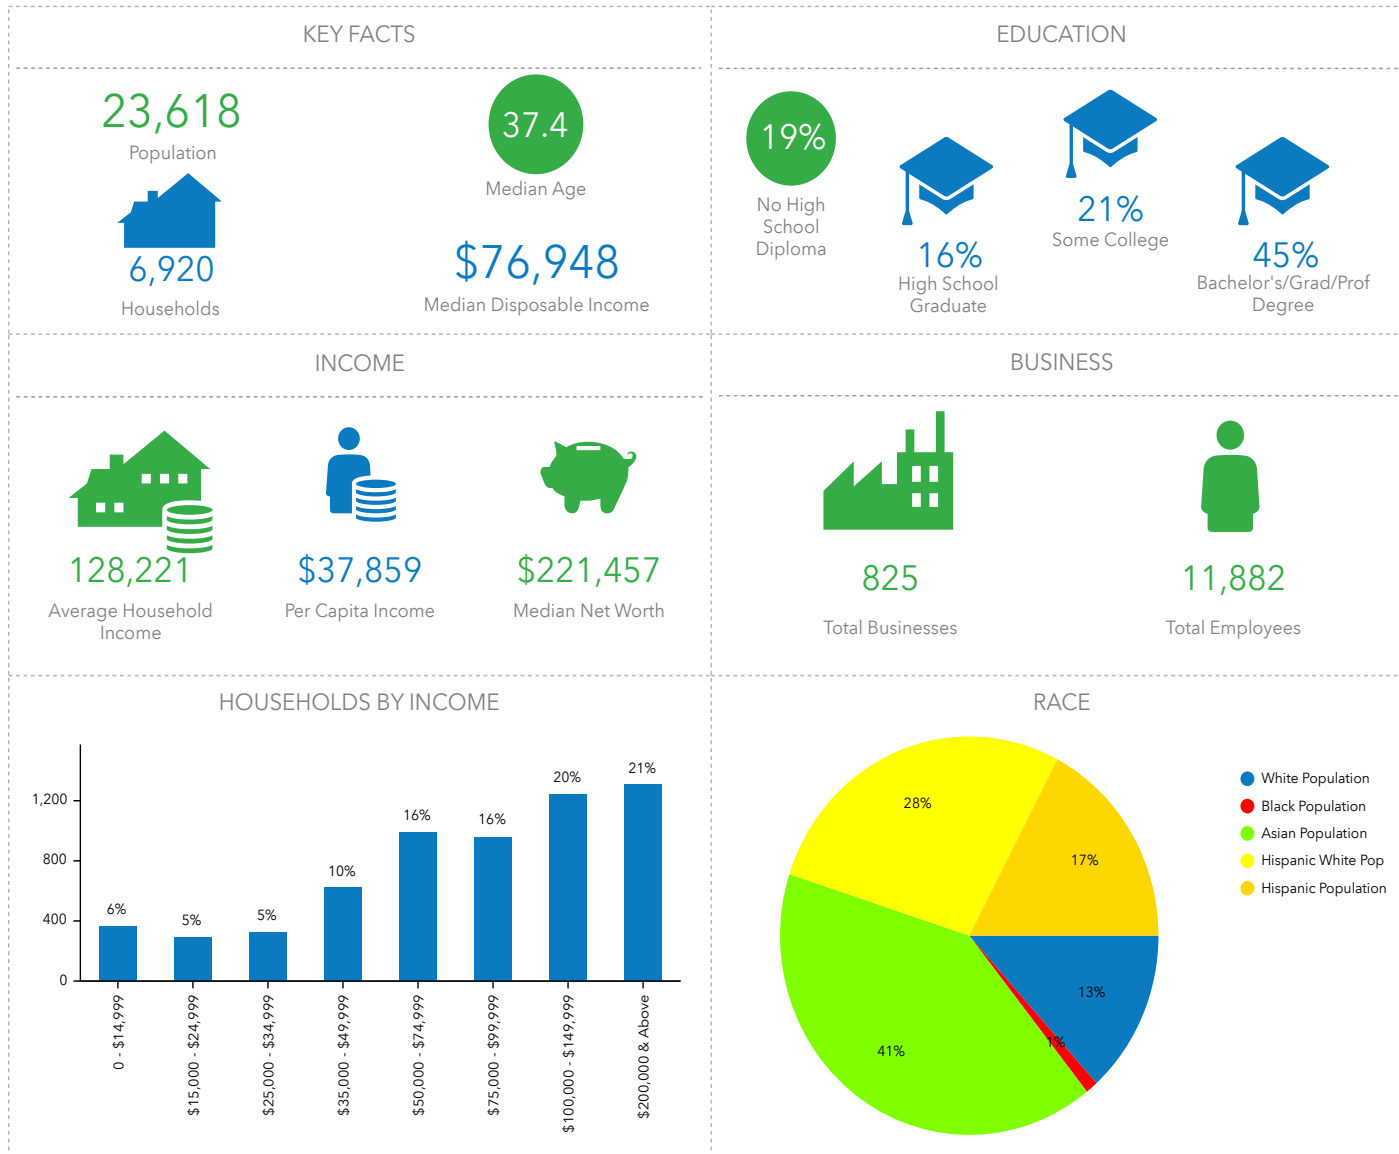 KEY FACTS
23,618
Population
6,920
Households
37.4
Median Age
$76,948
Median Disposable Income
EDUCATION
19%
No High
School
Diploma
16%
High School
Graduate
21%
Some College
45%
Bachelor's/Grad/Prof
Degree
INCOME
128,221
Average Household
Income
$37,859
Per Capita Income
$221,457
Median Net Worth
BUSINESS
825
Total Businesses
11,882
Total Employees
HOUSEHOLDS BY INCOME
1,200
800
400
0
6%
5%
5%
10%
16%
16%
20%
21%
0 - $14,999
$15,000 - $24,999
$25,000 - $34,999
$35,000 - $49,999
$50,000 - $74,999
$75,000 - $99,999
$100,000 - $149,999
$200,000 & Above
RACE
28%
17%
13%
1%
41%
White Population
Black Population
Asian Population
Hispanic White Pop
Hispanic Population